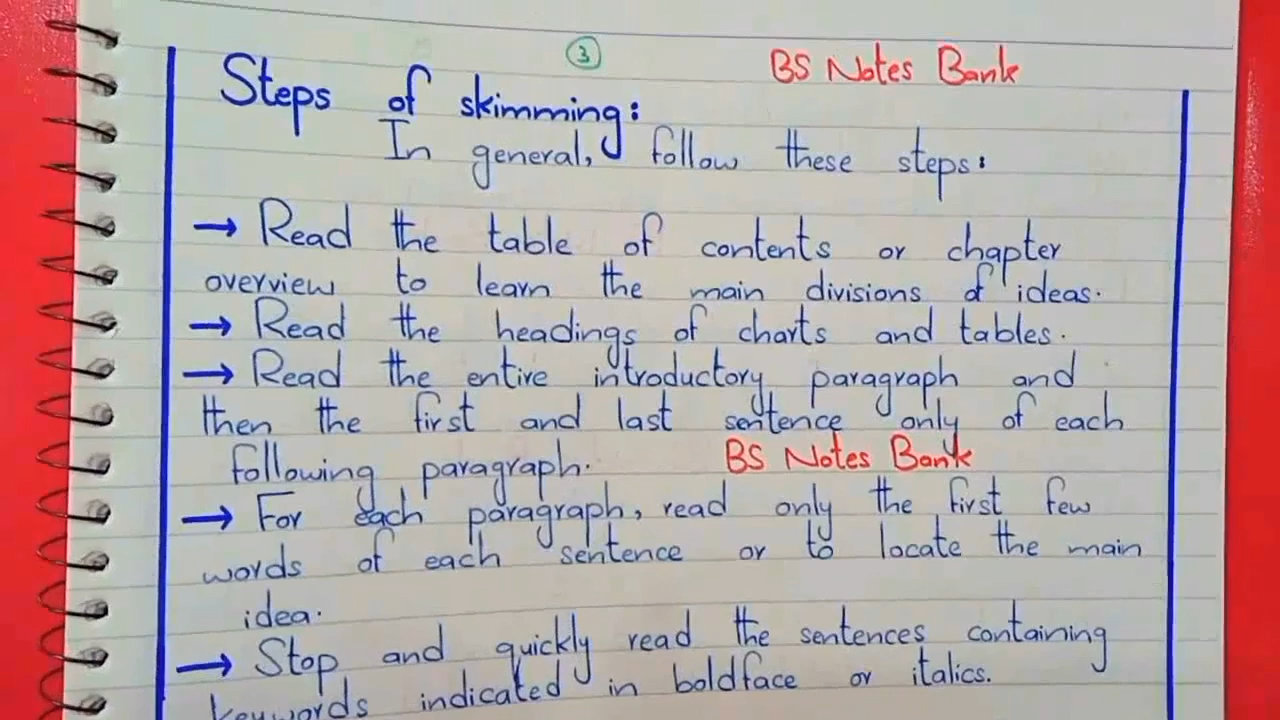 3
BS Notes Bank
Steps of skimming:
In general, follow these steps:
→ Read the table of contents or chapter
overview to learn the main divisions of ideas.
→ Read the headings of charts and tables.
→ Read the entire introductory paragraph and
then the first and last sentence only of each
following paragraph.
BS Notes Bank
→ For each paragraph, read only the first few
words of each sentence or to locate the main
idea.
→ Stop and quickly read the sentences containing
keywords indicated in boldface or italics.